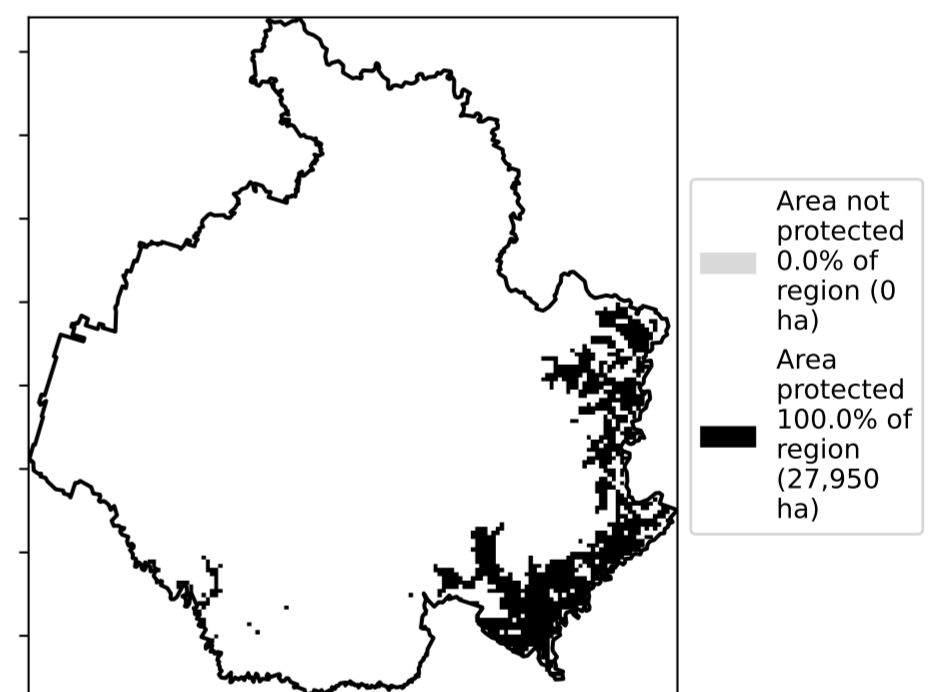 Area not
protected
0.0% of
region (0
ha)
Area
protected
100.0% of
region
(27,950
ha)